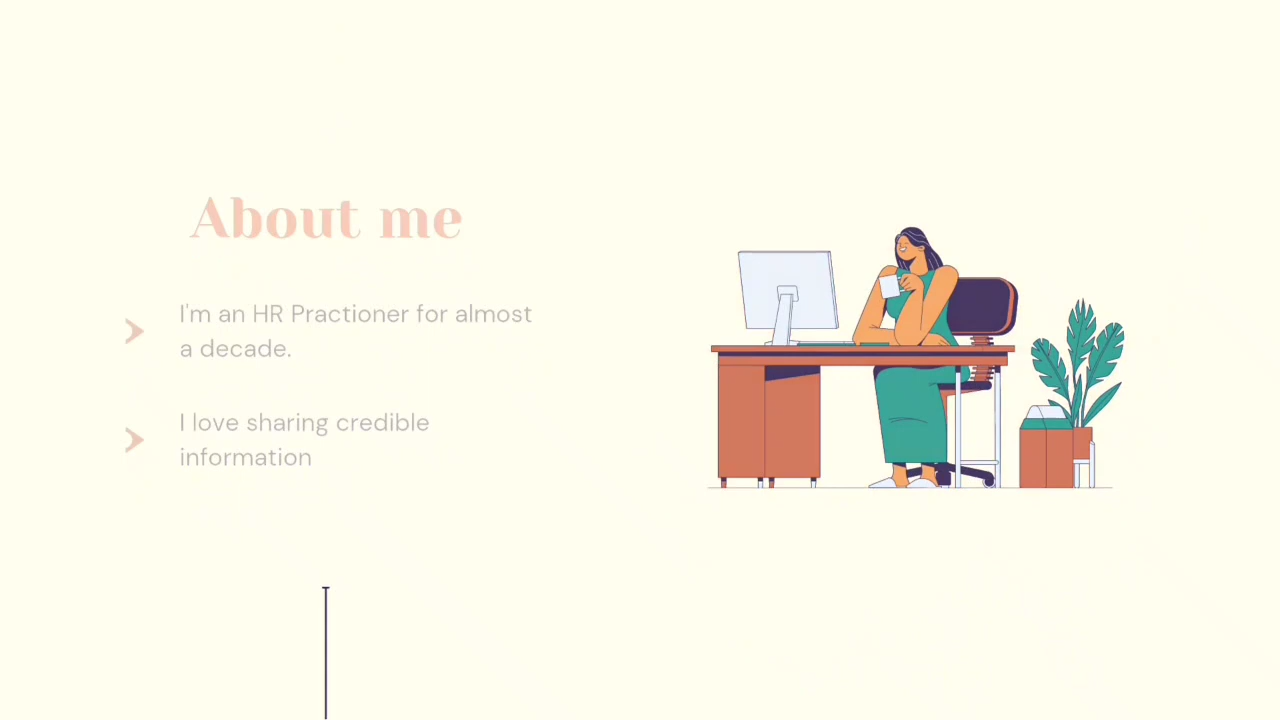 About me
I'm an HR Practioner for almost
a decade.
I love sharing credible
information